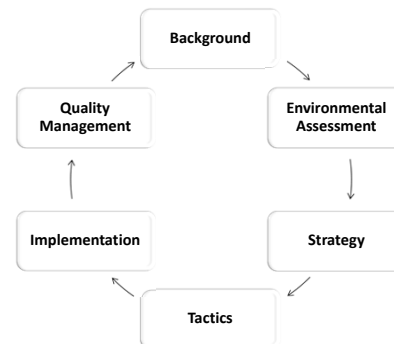 Background
Environmental
Assessment
Strategy
Tactics
Implementation
Quality
Management